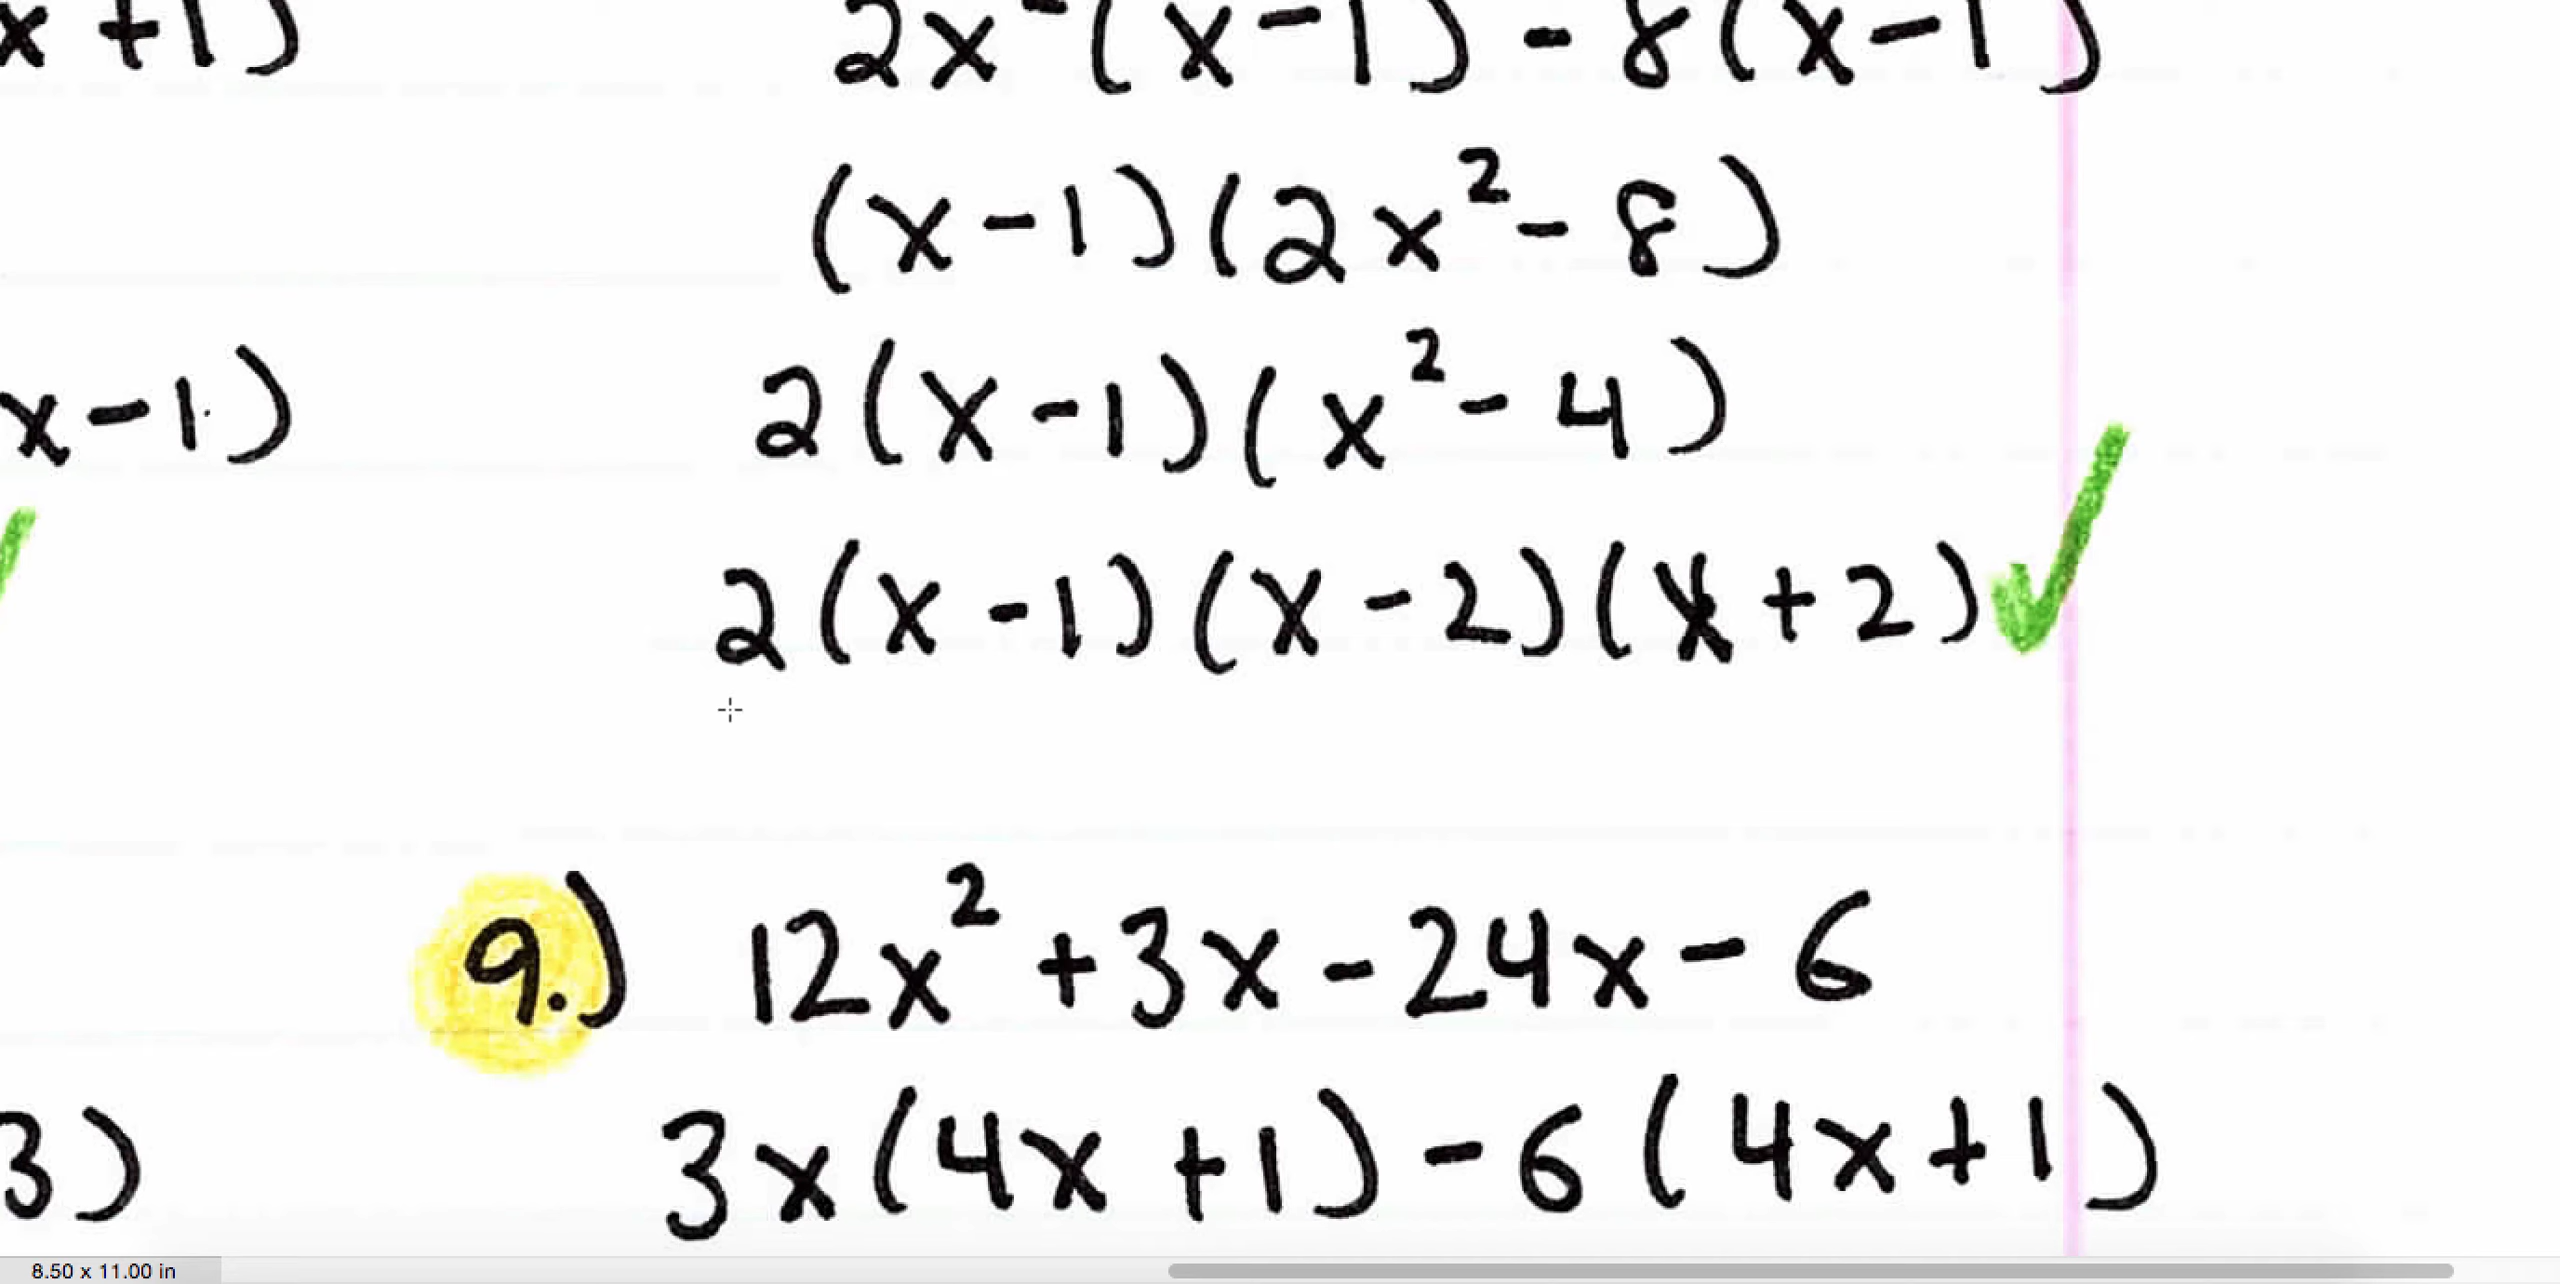 x + 1)
2x²(x - 1) - 8(x - 1)
(x - 1)(2x² - 8)
x - 1)
2(x - 1)(x² - 4)
2(x - 1)(x - 2)(x + 2)
9.) 12x² + 3x - 24x - 6
3)
3x(4x + 1) - 6(4x + 1)
8.50 x 11.00 in